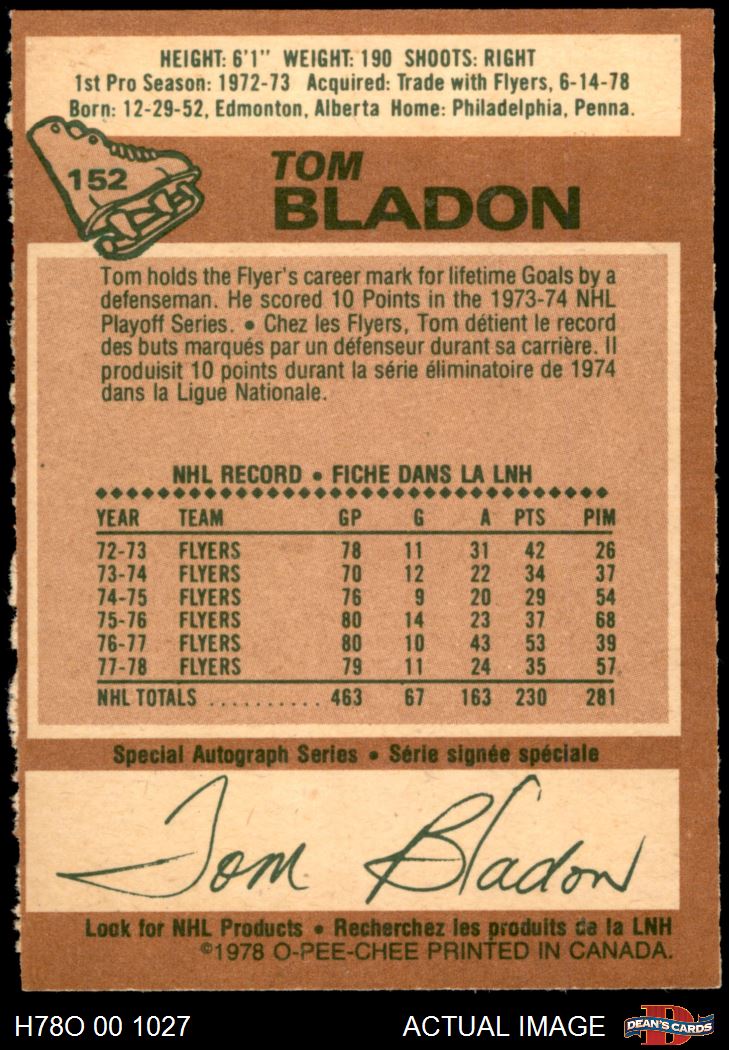 HEIGHT: 6'1" WEIGHT: 190 SHOOTS: RIGHT
1st Pro Season: 1972-73 Acquired: Trade with Flyers, 6-14-78
Born: 12-29-52, Edmonton, Alberta Home: Philadelphia, Penna.
152
TOM
BLADON
Tom holds the Flyer's career mark for lifetime Goals by a
defenseman. He scored 10 Points in the 1973-74 NHL
Playoff Series. • Chez les Flyers, Tom détient le record
des buts marqués par un défenseur durant sa carrière. Il
produisit 10 points durant la série éliminatoire de 1974
dans la Ligue Nationale.
NHL RECORD • FICHE DANS LA LNH
YEAR TEAM GP G A PTS PIM
72-73 FLYERS 78 11 31 42 26
73-74 FLYERS 70 12 22 34 37
74-75 FLYERS 76 9 20 29 54
75-76 FLYERS 80 14 23 37 68
76-77 FLYERS 80 10 43 53 39
77-78 FLYERS 79 11 24 35 57
NHL TOTALS .......... 463 67 163 230 281
Special Autograph Series • Série signée spéciale
Tom Bladon
Look for NHL Products • Recherchez les produits de la LNH
©1978 O-PEE-CHEE PRINTED IN CANADA.
H78O 00 1027 ACTUAL IMAGE DEAN'S CARDS